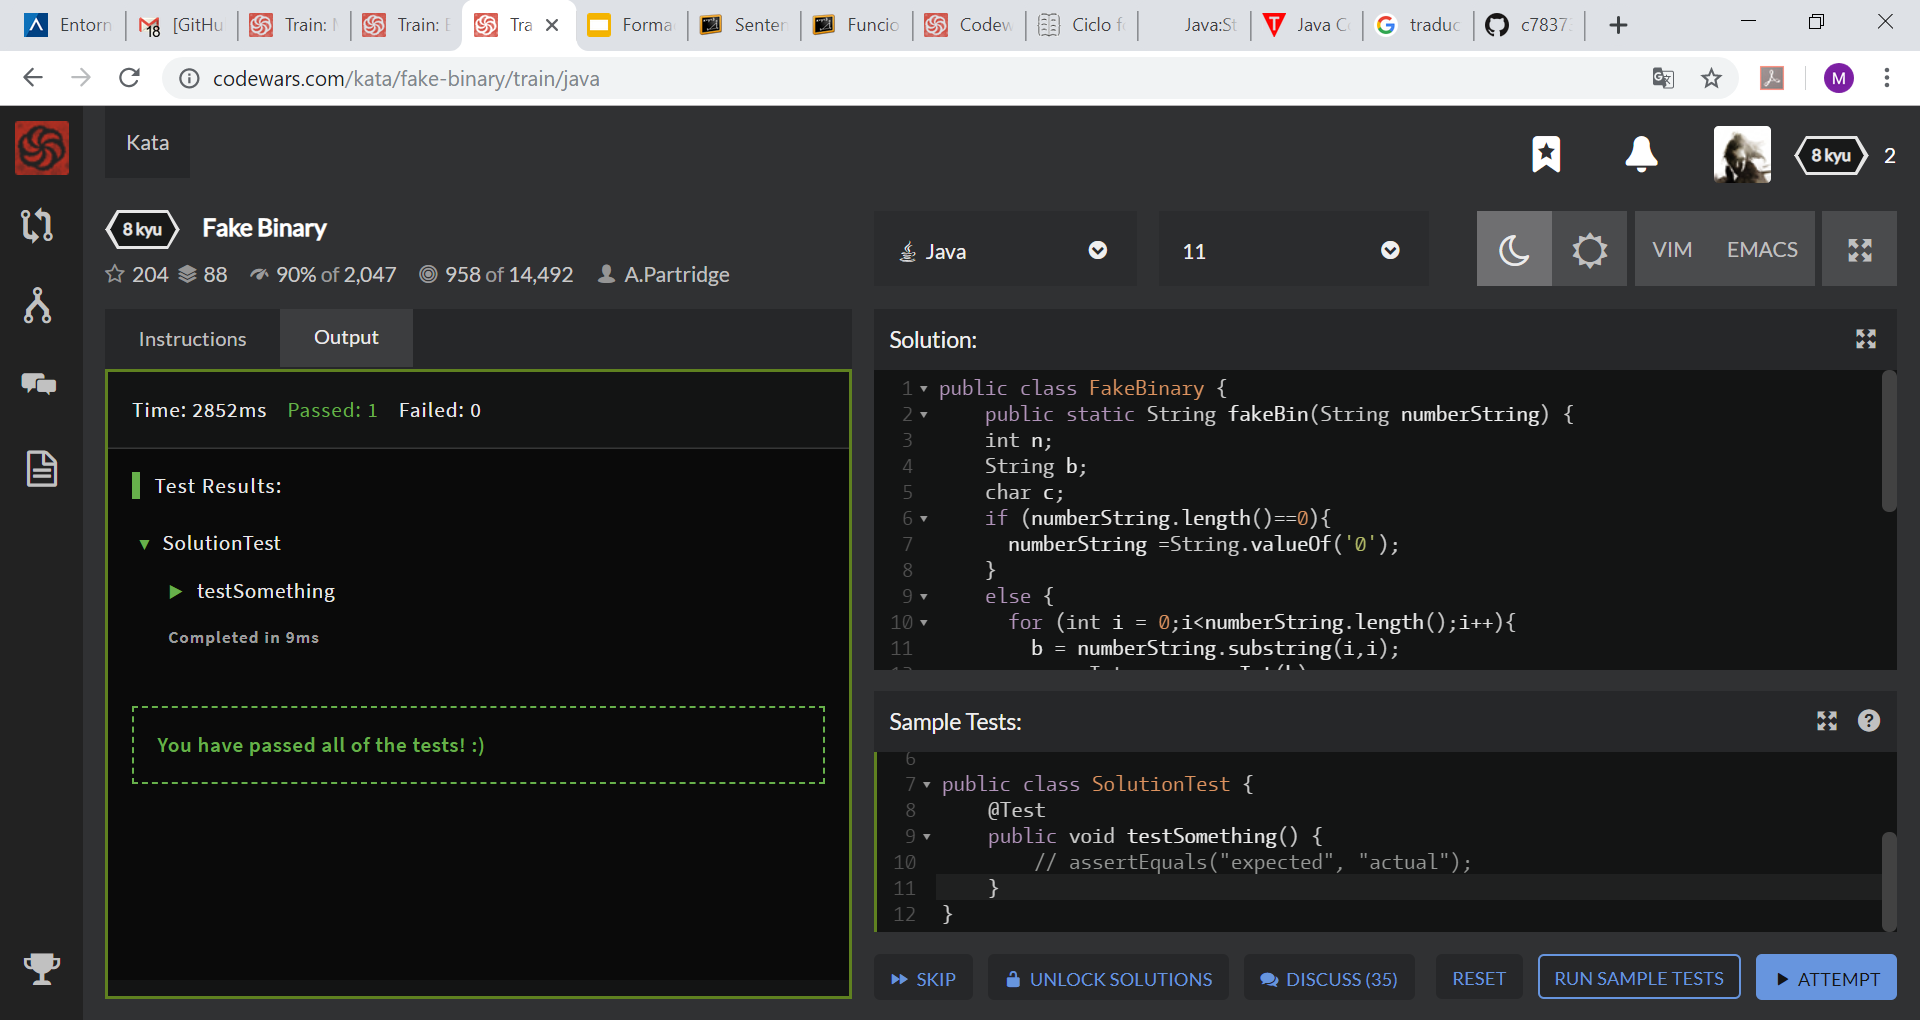 Entorn
18 [GitHu
Train: M
Train: E
Tra
Forma
Senten
Funcio
Codew
Ciclo fo
Java:St
Java Co
traduc
c7837
codewars.com/kata/fake-binary/train/java
M
Kata
8 kyu 2
8 kyu Fake Binary
204 88 90% of 2,047 958 of 14,492 A.Partridge
Java
11
VIM EMACS
Instructions Output
Time: 2852ms Passed: 1 Failed: 0
Test Results:
SolutionTest
testSomething
Completed in 9ms
You have passed all of the tests! :)
Solution:
1 public class FakeBinary {
2 public static String fakeBin(String numberString) {
3 int n;
4 String b;
5 char c;
6 if (numberString.length()==0){
7 numberString =String.valueOf('0');
8 }
9 else {
10 for (int i = 0;i<numberString.length();i++){
11 b = numberString.substring(i,i);
Sample Tests:
6
7 public class SolutionTest {
8 @Test
9 public void testSomething() {
10 // assertEquals("expected", "actual");
11 }
12 }
SKIP UNLOCK SOLUTIONS DISCUSS (35) RESET RUN SAMPLE TESTS ATTEMPT